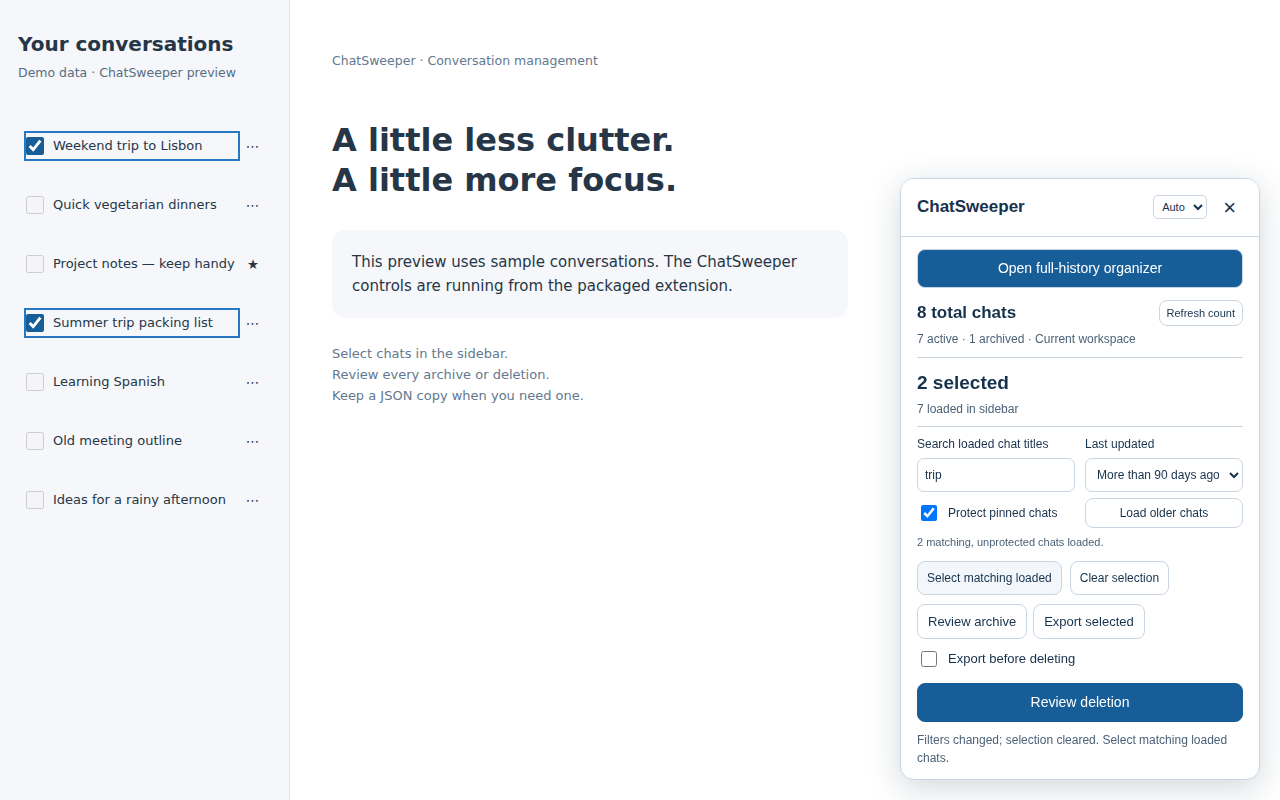 Your conversations
Demo data · ChatSweeper preview
Weekend trip to Lisbon ···
Quick vegetarian dinners ···
Project notes — keep handy ★
Summer trip packing list ···
Learning Spanish ···
Old meeting outline ···
Ideas for a rainy afternoon ···
ChatSweeper · Conversation management
A little less clutter.
A little more focus.
This preview uses sample conversations. The ChatSweeper
controls are running from the packaged extension.
Select chats in the sidebar.
Review every archive or deletion.
Keep a JSON copy when you need one.
ChatSweeper Auto ×
Open full-history organizer
8 total chats Refresh count
7 active · 1 archived · Current workspace
2 selected
7 loaded in sidebar
Search loaded chat titles Last updated
trip More than 90 days ago
Protect pinned chats Load older chats
2 matching, unprotected chats loaded.
Select matching loaded Clear selection
Review archive Export selected
Export before deleting
Review deletion
Filters changed; selection cleared. Select matching loaded
chats.